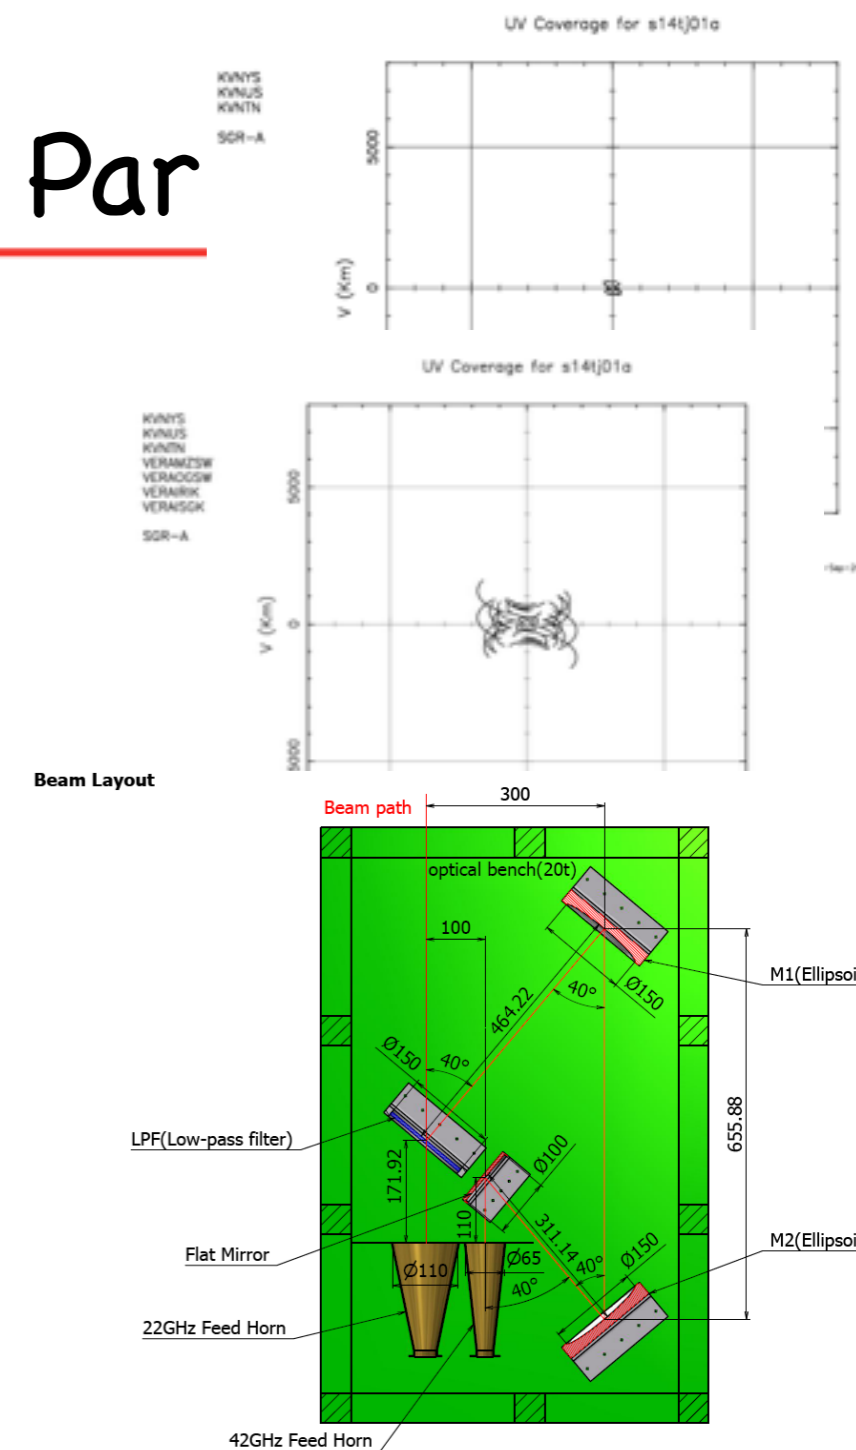 UV Coverage for s14tj01a
KVNYS
KVNUS
KVNTN
SGR-A
Par
5000
0
V (Km)
UV Coverage for s14tj01a
KVNYS
KVNUS
KVNTN
VERAMZSW
VERAOGSW
VERAIRIK
VERAISGK
SGR-A
5000
0
V (Km)
5000
Beam Layout
Beam path
300
optical bench(20t)
100
M1(Ellipsoi
Ø150
40°
464.22
Ø150
40°
655.88
LPF(Low-pass filter)
171.92
Ø100
110
311.14
Flat Mirror
Ø110
Ø65
40°
40°
Ø150
M2(Ellipsoi
22GHz Feed Horn
42GHz Feed Horn